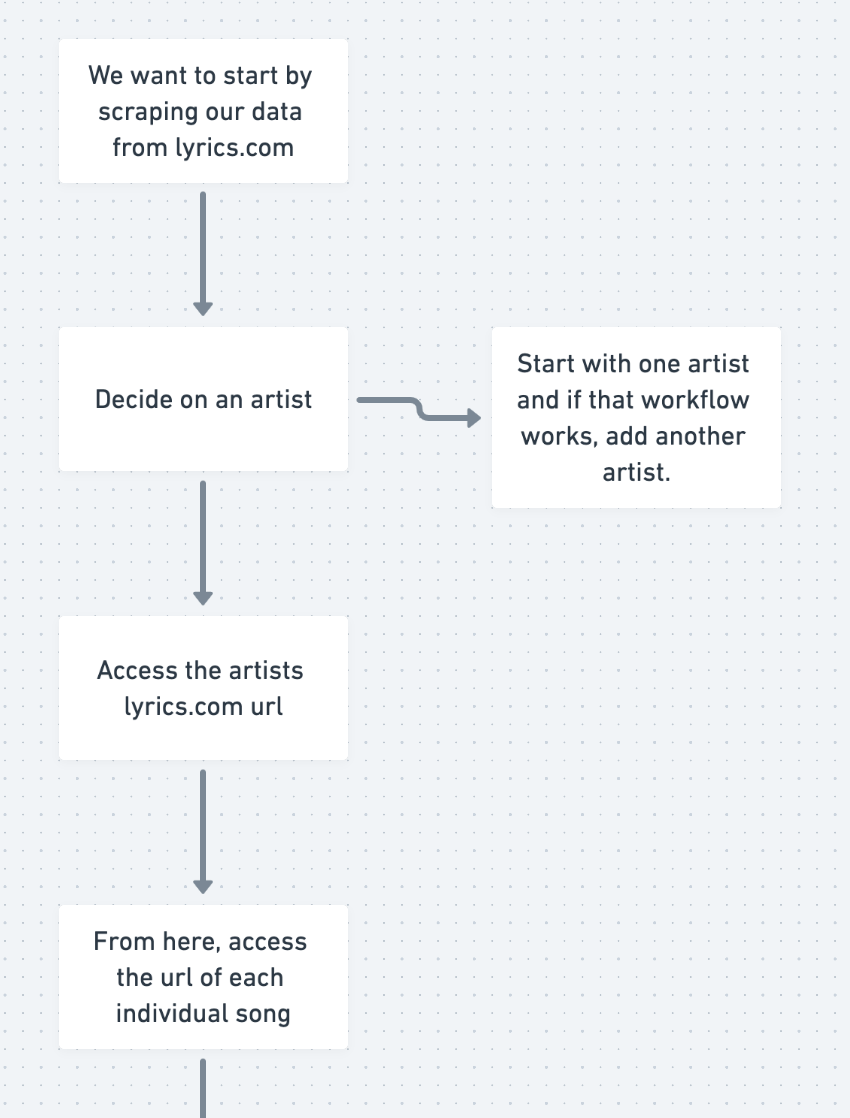 We want to start by
scraping our data
from lyrics.com
Decide on an artist
Start with one artist
and if that workflow
works, add another
artist.
Access the artists
lyrics.com url
From here, access
the url of each
individual song